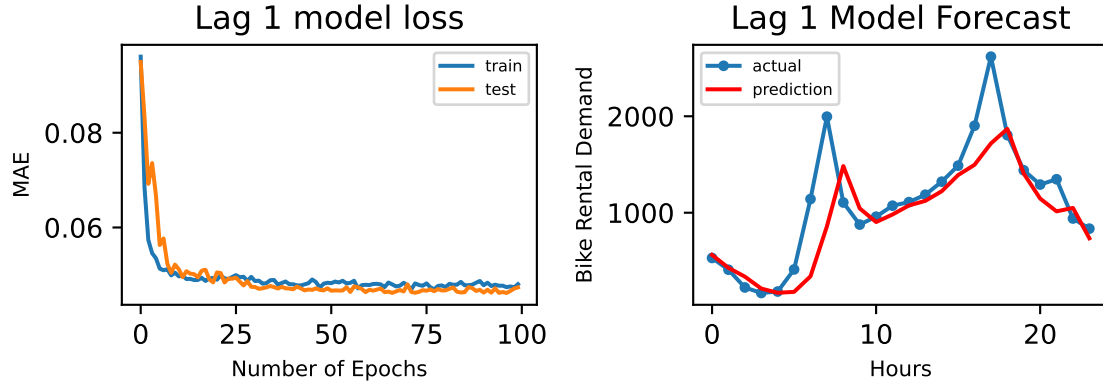 Lag 1 model loss
MAE
0.08
0.06
train
test
0 25 50 75 100
Number of Epochs
Lag 1 Model Forecast
Bike Rental Demand
2000
1000
actual
prediction
0 10 20
Hours